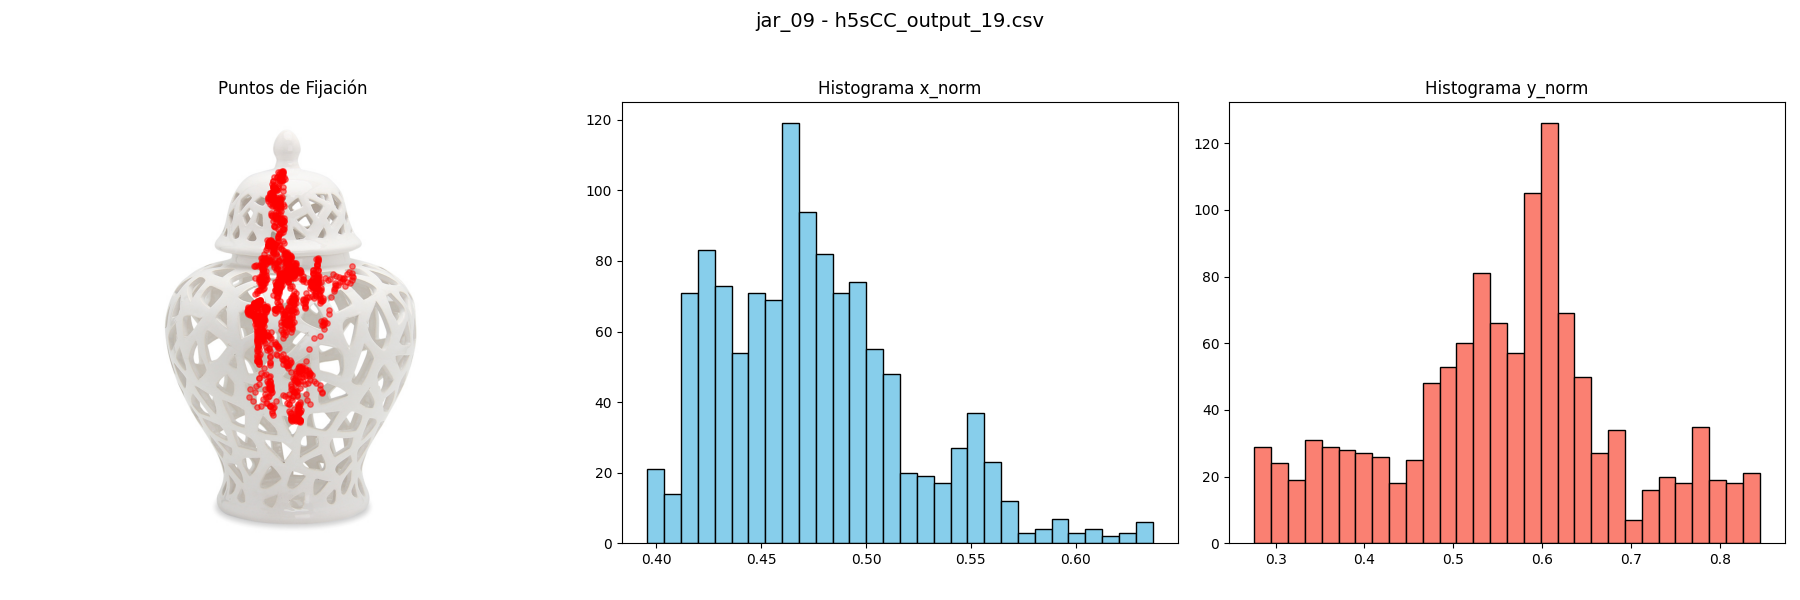 jar_09 - h5sCC_output_19.csv
Puntos de Fijación
Histograma x_norm
120
100
80
60
40
20
0
0.40 0.45 0.50 0.55 0.60
Histograma y_norm
120
100
80
60
40
20
0
0.3 0.4 0.5 0.6 0.7 0.8